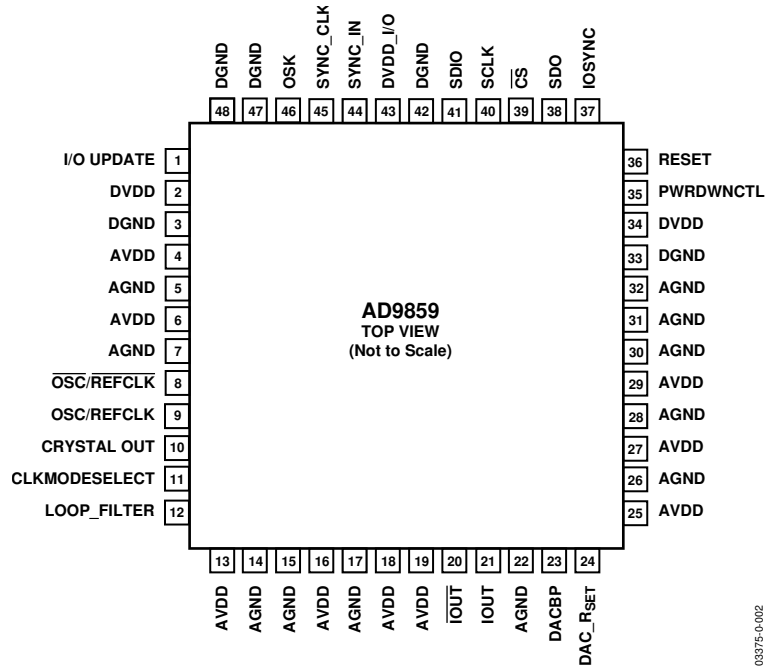 DGND
DGND
OSK
SYNC_CLK
SYNC_IN
DVDD_I/O
DGND
SDIO
SCLK
CS
SDO
IOSYNC
48
47
46
45
44
43
42
41
40
39
38
37
I/O UPDATE 1
DVDD 2
DGND 3
AVDD 4
AGND 5
AVDD 6
AGND 7
OSC/REFCLK 8
OSC/REFCLK 9
CRYSTAL OUT 10
CLKMODESELECT 11
LOOP_FILTER 12
AD9859
TOP VIEW
(Not to Scale)
36 RESET
35 PWRDWNCTL
34 DVDD
33 DGND
32 AGND
31 AGND
30 AGND
29 AVDD
28 AGND
27 AVDD
26 AGND
25 AVDD
13
14
15
16
17
18
19
20
21
22
23
24
AVDD
AGND
AGND
AVDD
AGND
AVDD
AVDD
IOUT
IOUT
AGND
DACBP
DAC_RSET
03375-0-002